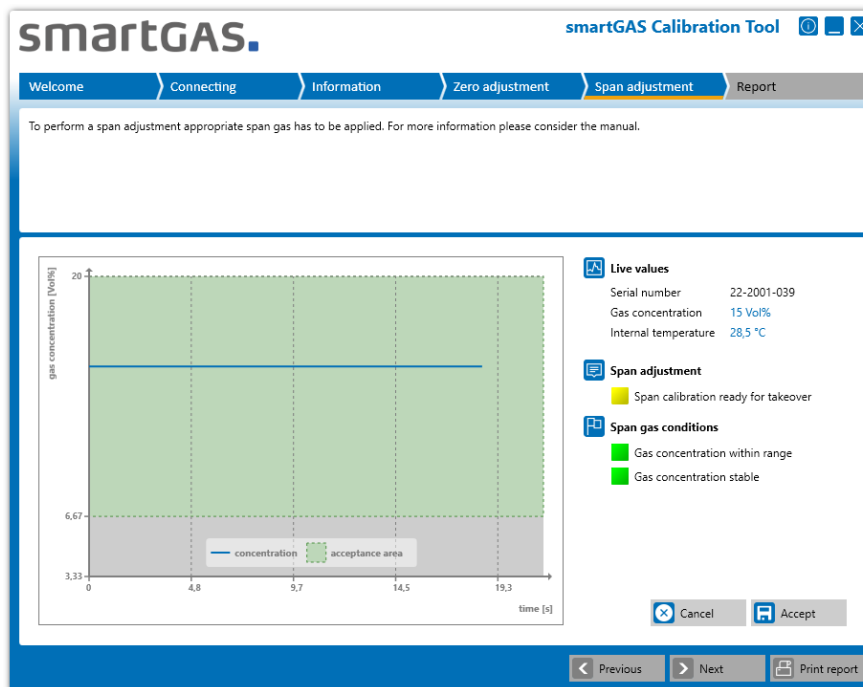 smartGAS.
smartGAS Calibration Tool
Welcome
Connecting
Information
Zero adjustment
Span adjustment
Report
To perform a span adjustment appropriate span gas has to be applied. For more information please consider the manual.
gas concentration [Vol%]
20
6,67
3,33
0
4,8
9,7
14,5
19,3
time [s]
concentration
acceptance area
Live values
Serial number 22-2001-039
Gas concentration 15 Vol%
Internal temperature 28,5 °C
Span adjustment
Span calibration ready for takeover
Span gas conditions
Gas concentration within range
Gas concentration stable
Cancel
Accept
Previous
Next
Print report